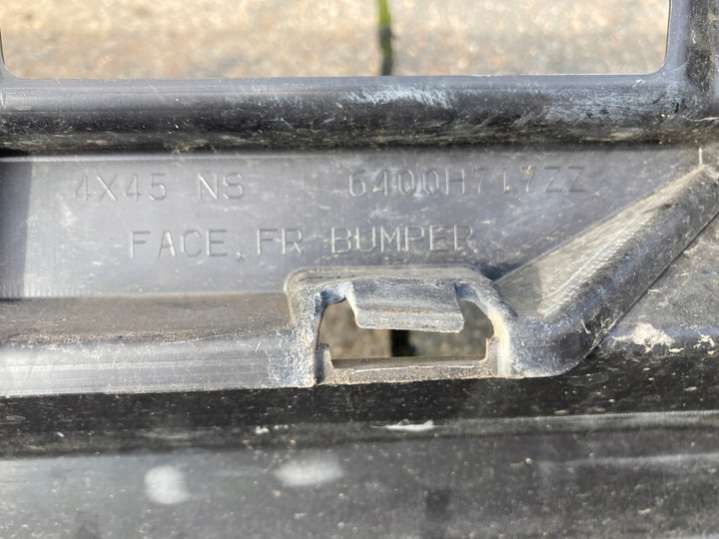 4X45 NS 6400H717ZZ
FACE, FR BUMPER